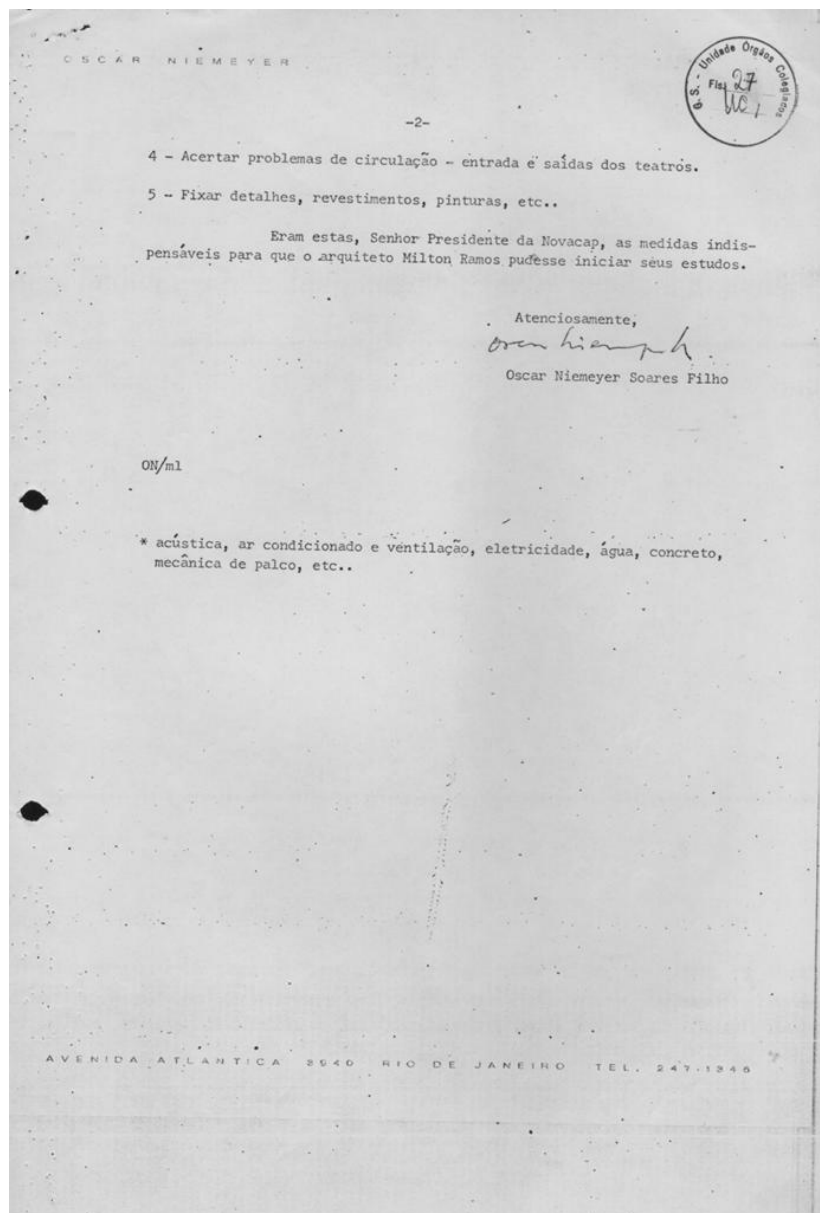 OSCAR NIEMEYER
G.S. - Unidade Órgãos Colegiados
Fls. 27
-2-
4 - Acertar problemas de circulação - entrada e saídas dos teatros.
5 - Fixar detalhes, revestimentos, pinturas, etc..
Eram estas, Senhor Presidente da Novacap, as medidas indis-
pensáveis para que o arquiteto Milton Ramos pudesse iniciar seus estudos.
Atenciosamente,
Oscar Niemeyer Soares Filho
ON/ml
* acústica, ar condicionado e ventilação, eletricidade, água, concreto,
mecânica de palco, etc..
AVENIDA ATLÂNTICA 3940 RIO DE JANEIRO TEL. 247-1346